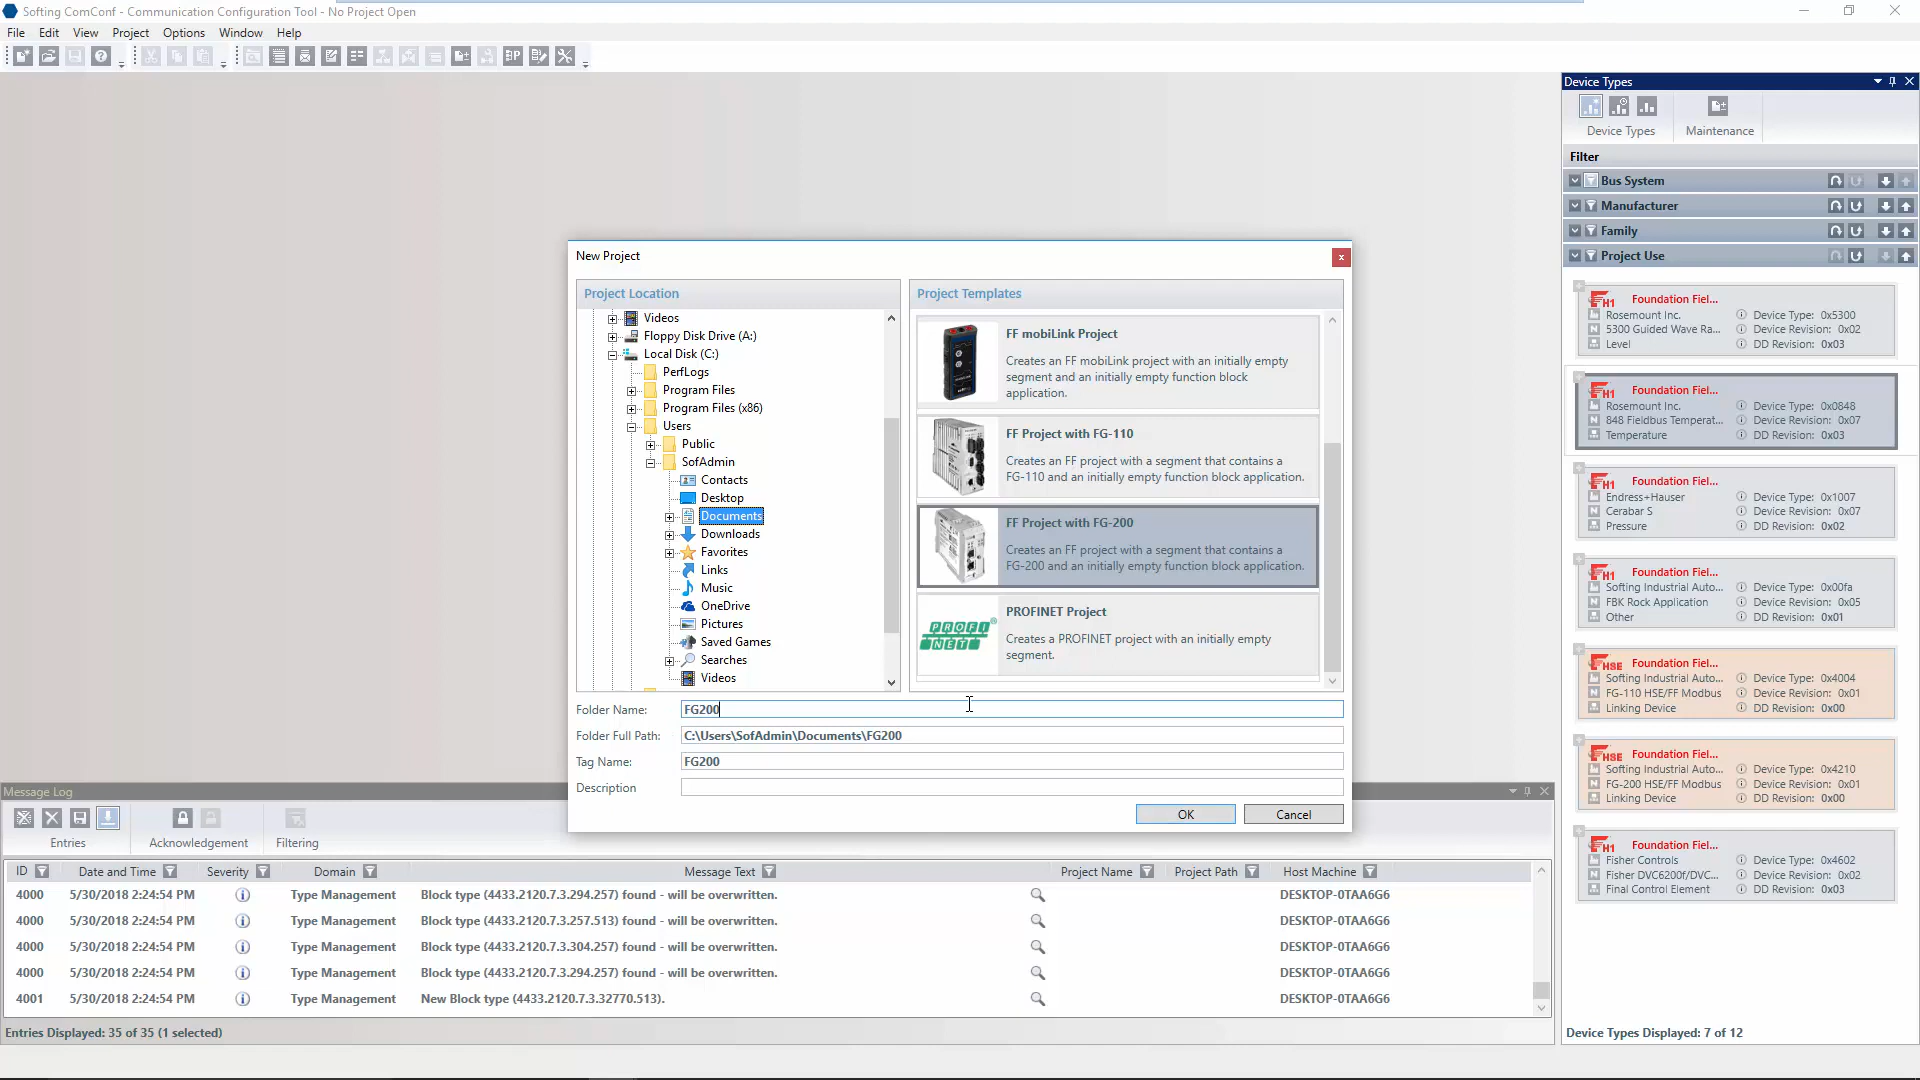 Softing ComConf - Communication Configuration Tool - No Project Open
File Edit View Project Options Window Help
Device Types
Device Types Maintenance
Filter
Bus System
Manufacturer
Family
Project Use
H1 Foundation Fiel...
Rosemount Inc. Device Type: 0x5300
5300 Guided Wave Ra... Device Revision: 0x02
Level DD Revision: 0x03
H1 Foundation Fiel...
Rosemount Inc. Device Type: 0x0848
848 Fieldbus Temperat... Device Revision: 0x07
Temperature DD Revision: 0x03
H1 Foundation Fiel...
Endress+Hauser Device Type: 0x1007
Cerabar S Device Revision: 0x07
Pressure DD Revision: 0x02
H1 Foundation Fiel...
Softing Industrial Auto... Device Type: 0x00fa
FBK Rock Application Device Revision: 0x05
Other DD Revision: 0x01
HSE Foundation Fiel...
Softing Industrial Auto... Device Type: 0x4004
FG-110 HSE/FF Modbus Device Revision: 0x01
Linking Device DD Revision: 0x00
HSE Foundation Fiel...
Softing Industrial Auto... Device Type: 0x4210
FG-200 HSE/FF Modbus Device Revision: 0x01
Linking Device DD Revision: 0x00
H1 Foundation Fiel...
Fisher Controls Device Type: 0x4602
Fisher DVC6200f/DVC... Device Revision: 0x02
Final Control Element DD Revision: 0x03
Device Types Displayed: 7 of 12
New Project
Project Location
Videos
Floppy Disk Drive (A:)
Local Disk (C:)
PerfLogs
Program Files
Program Files (x86)
Users
Public
SofAdmin
Contacts
Desktop
Documents
Downloads
Favorites
Links
Music
OneDrive
Pictures
Saved Games
Searches
Videos
Project Templates
FF mobiLink Project
Creates an FF mobiLink project with an initially empty
segment and an initially empty function block
application.
FF Project with FG-110
Creates an FF project with a segment that contains a
FG-110 and an initially empty function block application.
FF Project with FG-200
Creates an FF project with a segment that contains a
FG-200 and an initially empty function block application.
PROFINET Project
PROFI
NET®
Creates a PROFINET project with an initially empty
segment.
Folder Name: FG200
Folder Full Path: C:\Users\SofAdmin\Documents\FG200
Tag Name: FG200
Description
OK Cancel
Message Log
Entries Acknowledgement Filtering
ID Date and Time Severity Domain Message Text Project Name Project Path Host Machine
4000 5/30/2018 2:24:54 PM Type Management Block type (4433.2120.7.3.294.257) found - will be overwritten. DESKTOP-0TAA6G6
4000 5/30/2018 2:24:54 PM Type Management Block type (4433.2120.7.3.257.513) found - will be overwritten. DESKTOP-0TAA6G6
4000 5/30/2018 2:24:54 PM Type Management Block type (4433.2120.7.3.304.257) found - will be overwritten. DESKTOP-0TAA6G6
4000 5/30/2018 2:24:54 PM Type Management Block type (4433.2120.7.3.294.257) found - will be overwritten. DESKTOP-0TAA6G6
4001 5/30/2018 2:24:54 PM Type Management New Block type (4433.2120.7.3.32770.513). DESKTOP-0TAA6G6
Entries Displayed: 35 of 35 (1 selected)